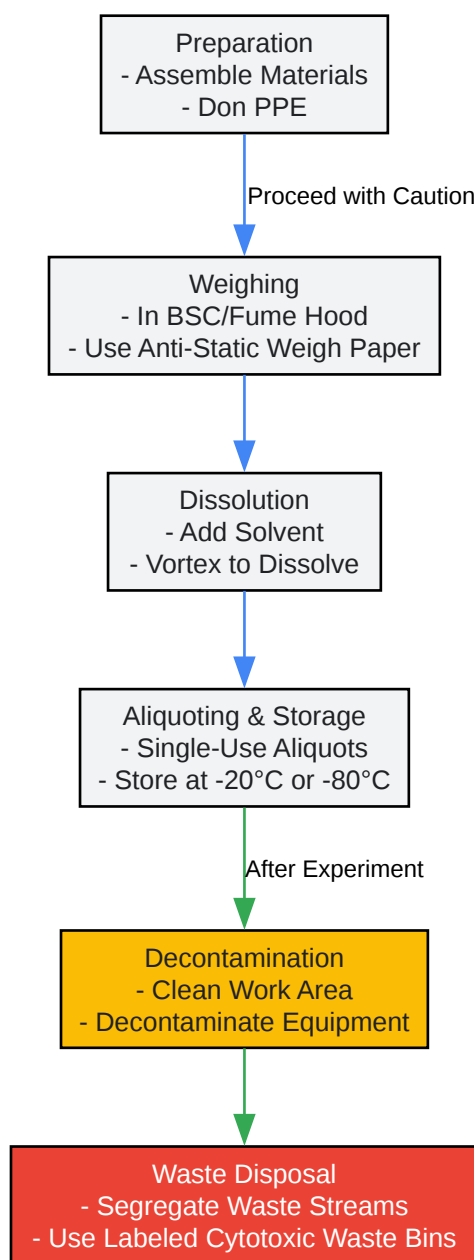 Preparation
- Assemble Materials
- Don PPE
Proceed with Caution
Weighing
- In BSC/Fume Hood
- Use Anti-Static Weigh Paper
Dissolution
- Add Solvent
- Vortex to Dissolve
Aliquoting & Storage
- Single-Use Aliquots
- Store at -20°C or -80°C
After Experiment
Decontamination
- Clean Work Area
- Decontaminate Equipment
Waste Disposal
- Segregate Waste Streams
- Use Labeled Cytotoxic Waste Bins